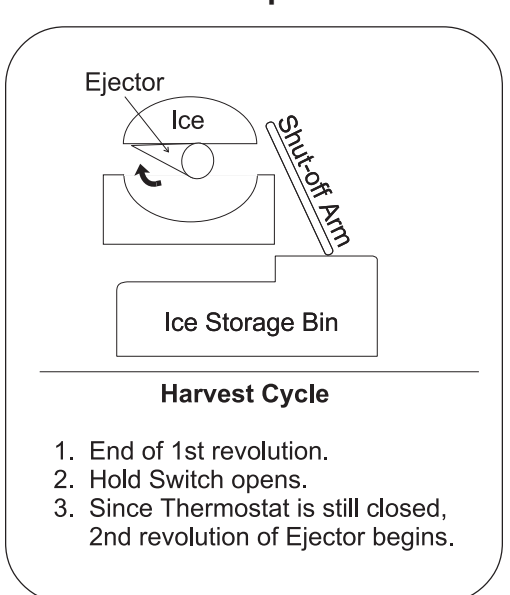 Ejector
Ice
Shut-off Arm
Ice Storage Bin
Harvest Cycle
1. End of 1st revolution.
2. Hold Switch opens.
3. Since Thermostat is still closed,
2nd revolution of Ejector begins.